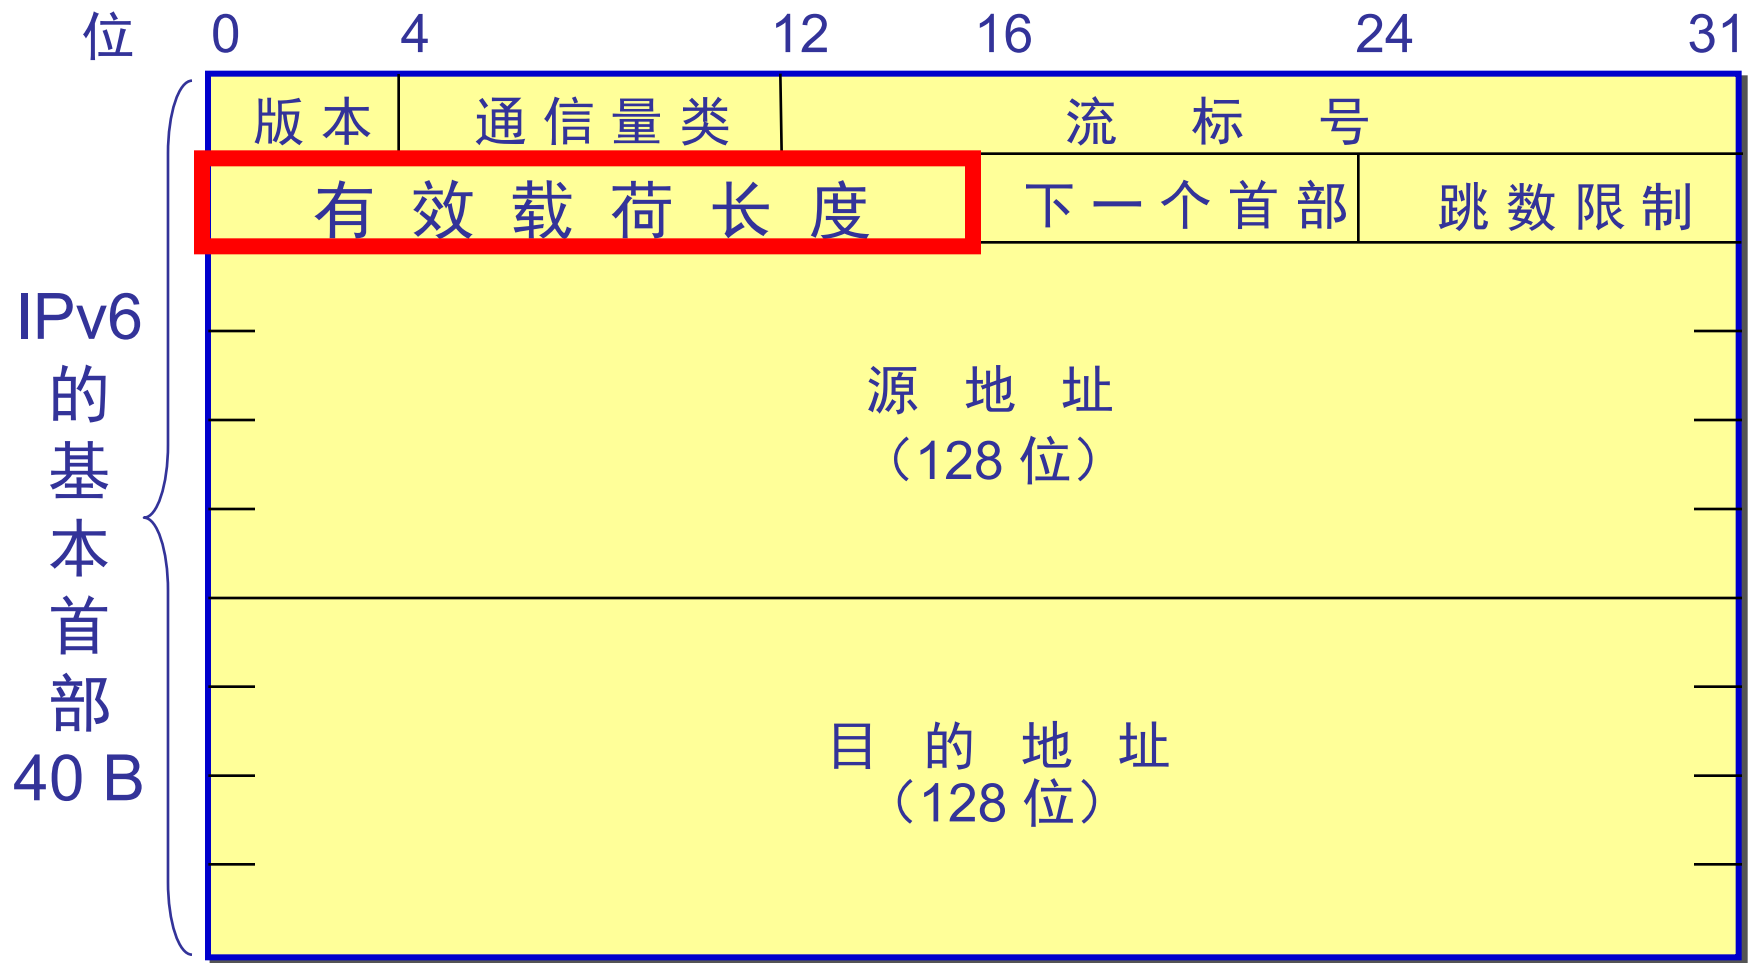 位 0 4 12 16 24 31
版本 通信量类 流标号
有效载荷长度 下一个首部 跳数限制
源地址
（128 位）
目的地址
（128 位）
IPv6
的
基
本
首
部
40 B